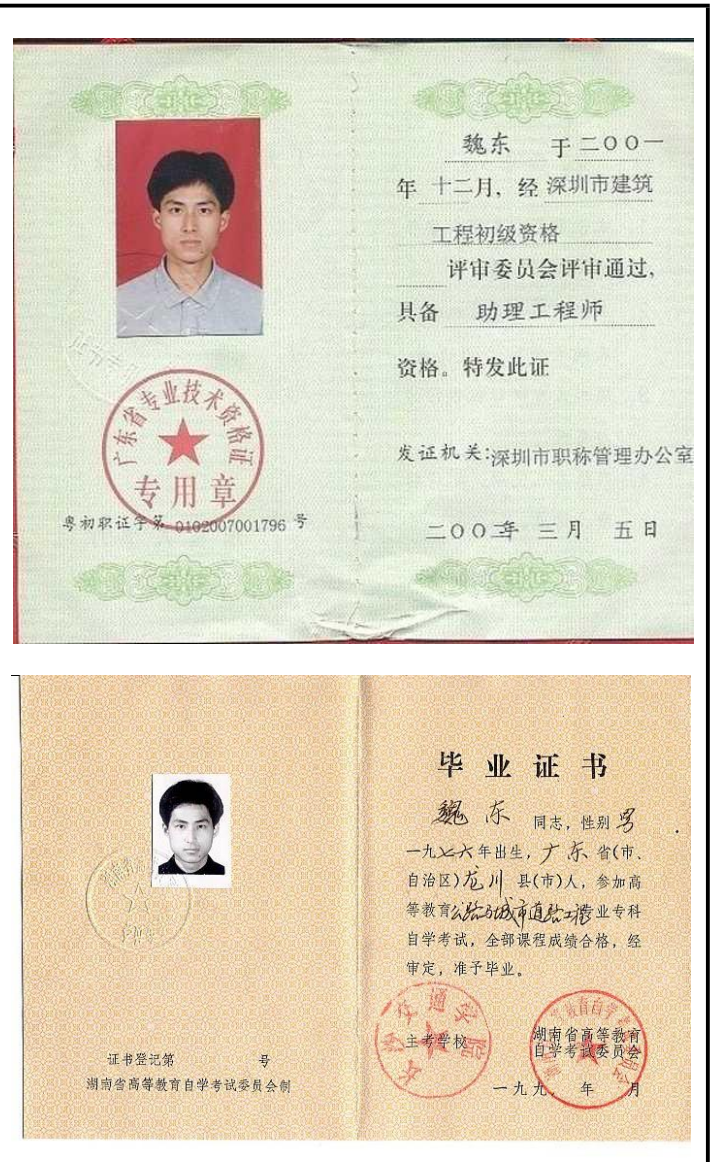 魏东 于二〇〇一
年 十二月，经 深圳市建筑
工程初级资格
评审委员会评审通过，
具备 助理工程师
资格。特发此证
广东省专业技术资格证
专用章
粤初职证字第 0102007001796 号
发证机关：深圳市职称管理办公室
二〇〇 年 三月 五日
毕业证书
魏东 同志，性别 男
一九七六年出生，广东 省(市、
自治区)龙川 县(市)人，参加高
等教育公路与城市道路工程专业专科
自学考试，全部课程成绩合格，经
审定，准予毕业。
长沙交通学院
主考学校
湖南省高等教育
自学考试委员会
一九九 年 月
证书登记第 号
湖南省高等教育自学考试委员会制